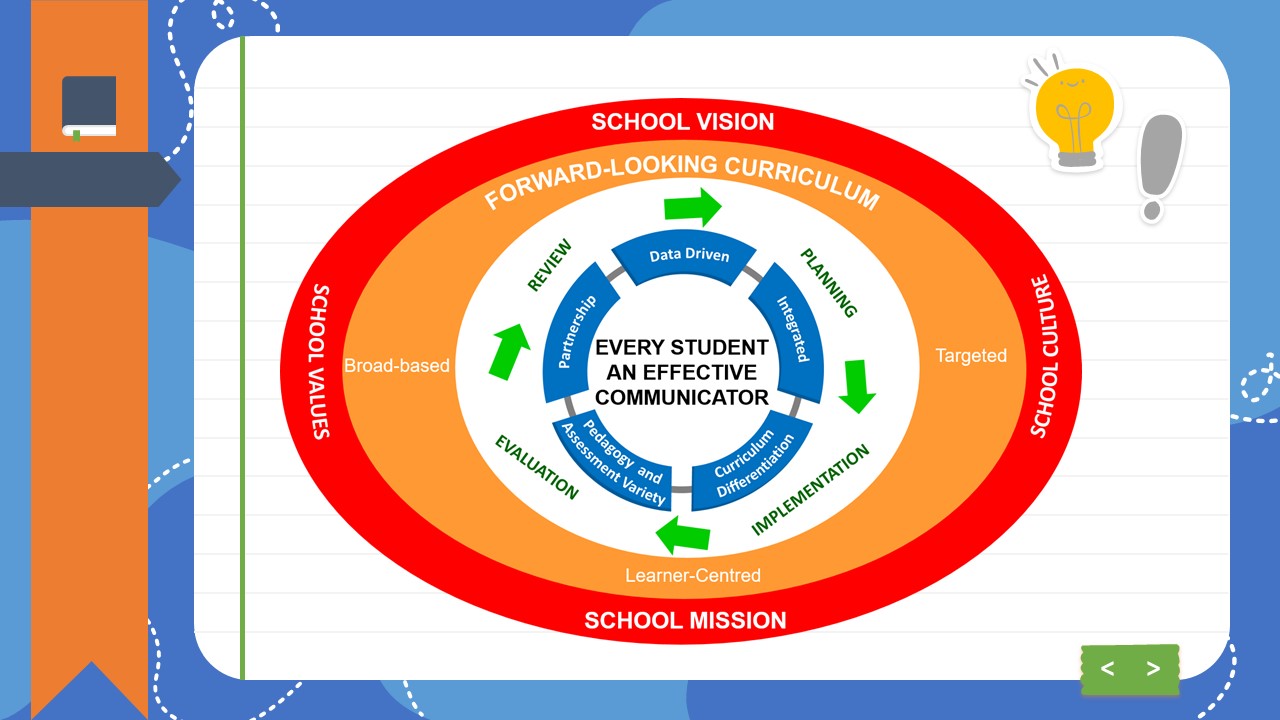 SCHOOL VISION
FORWARD-LOOKING CURRICULUM
REVIEW
PLANNING
Data Driven
Partnership
Integrated
SCHOOL VALUES
SCHOOL CULTURE
Broad-based
Targeted
EVERY STUDENT
AN EFFECTIVE
COMMUNICATOR
Pedagogy and
Assessment Variety
Curriculum
Differentiation
EVALUATION
IMPLEMENTATION
Learner-Centred
SCHOOL MISSION
< >